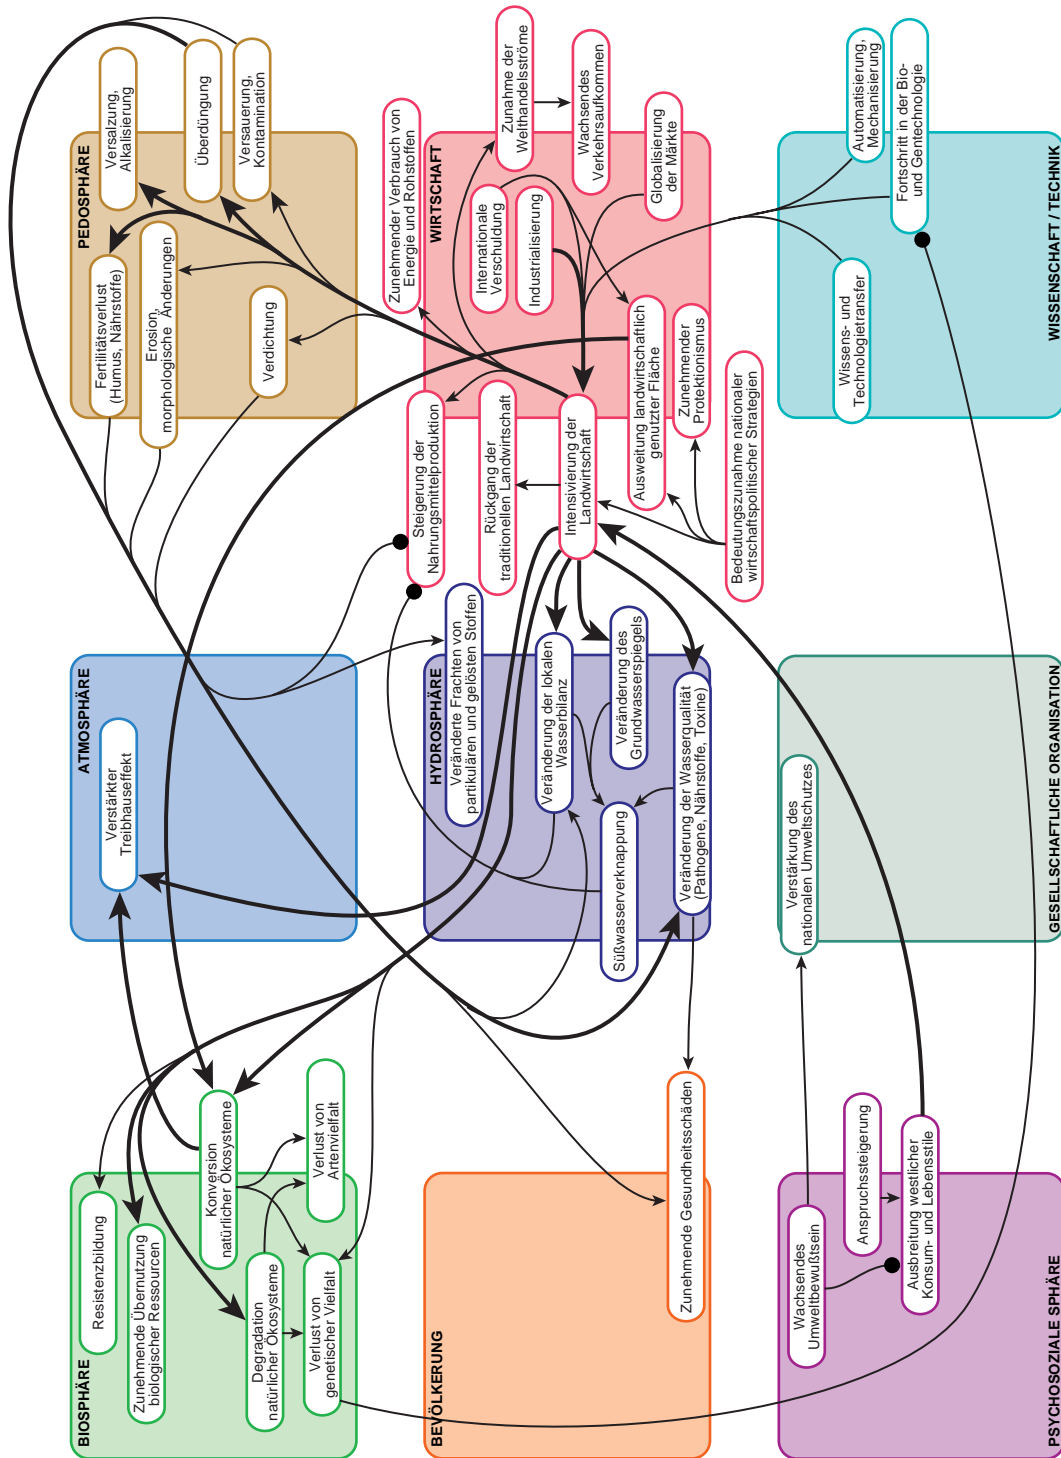 BIOSPHÄRE
Resistenzbildung
Zunehmende Übernutzung
biologischer Ressourcen
Konversion
natürlicher Ökosysteme
Degradation
natürlicher Ökosysteme
Verlust von
Artenvielfalt
Verlust von
genetischer Vielfalt
ATMOSPHÄRE
Verstärkter
Treibhauseffekt
PEDOSPHÄRE
Fertilitätsverlust
(Humus, Nährstoffe)
Versalzung,
Alkalisierung
Erosion,
morphologische Änderungen
Überdüngung
Verdichtung
Versauerung,
Kontamination
BEVÖLKERUNG
Zunehmende Gesundheitsschäden
HYDROSPHÄRE
Veränderte Frachten von
partikulären und gelösten Stoffen
Veränderung der lokalen
Wasserbilanz
Süßwasserverknappung
Veränderung des
Grundwasserspiegels
Veränderung der Wasserqualität
(Pathogene, Nährstoffe, Toxine)
WIRTSCHAFT
Zunehmender Verbrauch von
Energie und Rohstoffen
Steigerung der
Nahrungsmittelproduktion
Rückgang der
traditionellen Landwirtschaft
Internationale
Verschuldung
Zunahme der
Welthandelsströme
Industrialisierung
Wachsendes
Verkehrsaufkommen
Intensivierung der
Landwirtschaft
Ausweitung landwirtschaftlich
genutzter Fläche
Globalisierung
der Märkte
Zunehmender
Protektionismus
Bedeutungszunahme nationaler
wirtschaftspolitischer Strategien
PSYCHOSOZIALE SPHÄRE
Wachsendes
Umweltbewußtsein
Anspruchssteigerung
Ausbreitung westlicher
Konsum- und Lebensstile
GESELLSCHAFTLICHE ORGANISATION
Verstärkung des
nationalen Umweltschutzes
WISSENSCHAFT / TECHNIK
Wissens- und
Technologietransfer
Automatisierung,
Mechanisierung
Fortschritt in der Bio-
und Gentechnologie